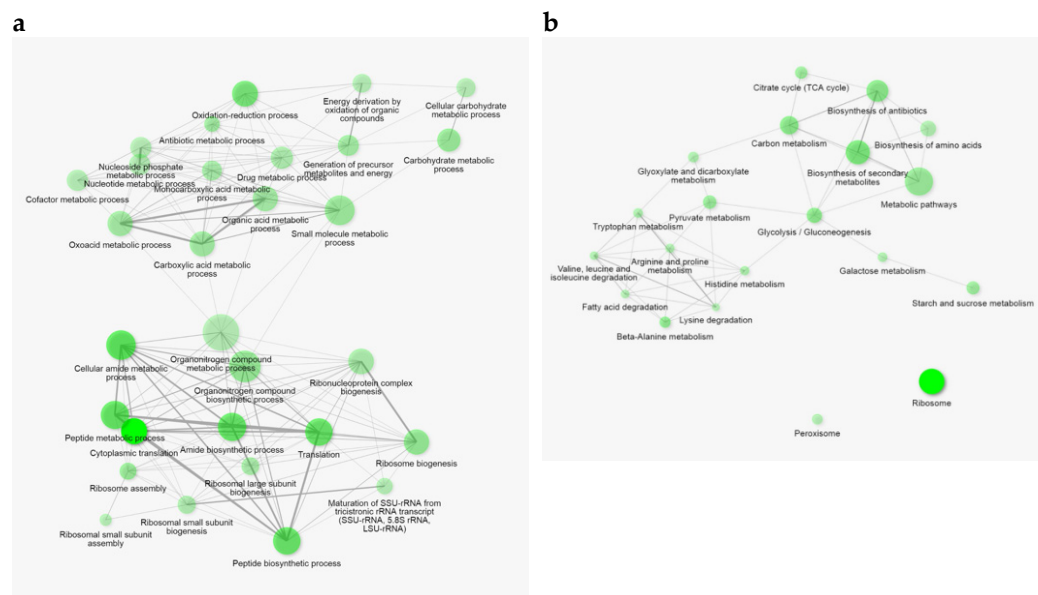 a
b
Oxidation-reduction process
Energy derivation by
oxidation of organic
compounds
Cellular carbohydrate
metabolic process
Antibiotic metabolic process
Nucleoside phosphate
metabolic process
Nucleotide metabolic process
Drug metabolic process
Generation of precursor
metabolites and energy
Carbohydrate metabolic
process
Cofactor metabolic process
Monocarboxylic acid metabolic
process
Organic acid metabolic
process
Small molecule metabolic
process
Oxoacid metabolic process
Carboxylic acid metabolic
process
Organonitrogen compound
metabolic process
Cellular amide metabolic
process
Organonitrogen compound
biosynthetic process
Ribonucleoprotein complex
biogenesis
Peptide metabolic process
Cytoplasmic translation
Amide biosynthetic process
Translation
Ribosome biogenesis
Ribosome assembly
Ribosomal large subunit
biogenesis
Maturation of SSU-rRNA from
tricistronic rRNA transcript
(SSU-rRNA, 5.8S rRNA,
LSU-rRNA)
Ribosomal small subunit
biogenesis
Ribosomal small subunit
assembly
Peptide biosynthetic process
Citrate cycle (TCA cycle)
Biosynthesis of antibiotics
Carbon metabolism
Biosynthesis of amino acids
Glyoxylate and dicarboxylate
metabolism
Biosynthesis of secondary
metabolites
Metabolic pathways
Pyruvate metabolism
Tryptophan metabolism
Glycolysis / Gluconeogenesis
Valine, leucine and
isoleucine degradation
Arginine and proline
metabolism
Histidine metabolism
Galactose metabolism
Fatty acid degradation
Starch and sucrose metabolism
Lysine degradation
Beta-Alanine metabolism
Ribosome
Peroxisome